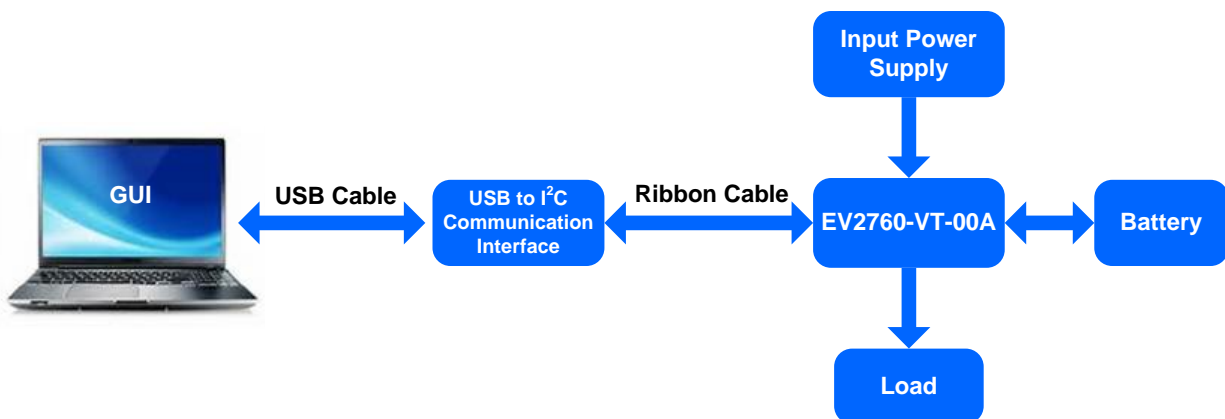 Input Power
Supply
GUI
USB Cable
USB to I²C
Communication
Interface
Ribbon Cable
EV2760-VT-00A
Battery
Load